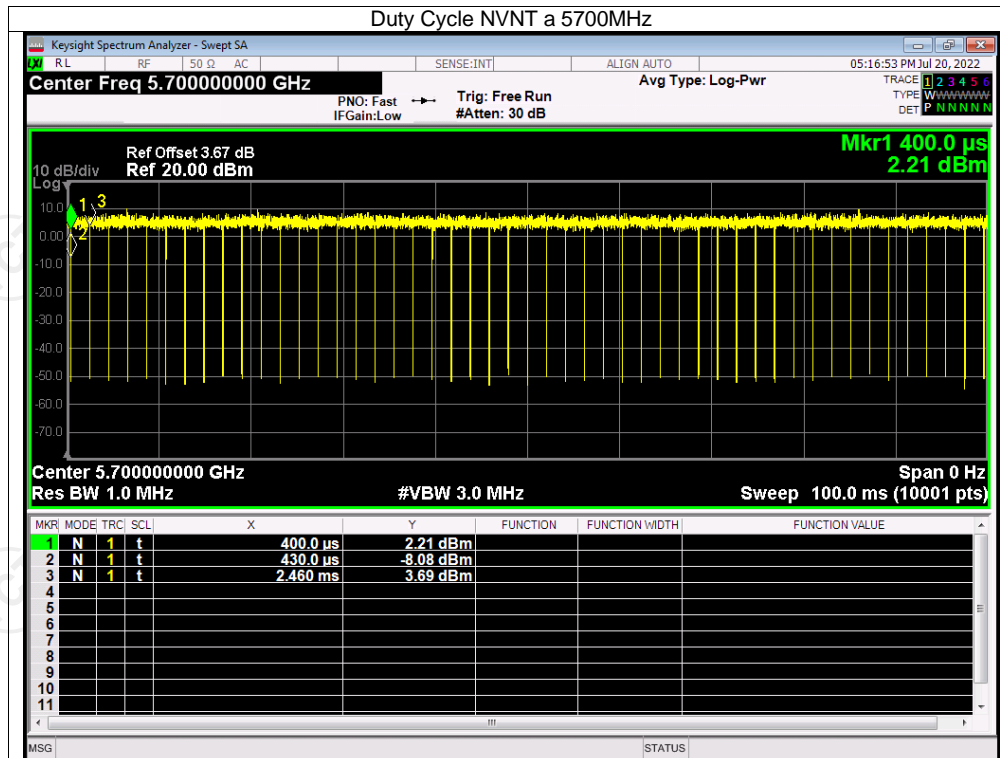 Duty Cycle NVNT a 5700MHz
Keysight Spectrum Analyzer - Swept SA
LXI RL RF 50 Ω AC SENSE:INT ALIGN AUTO 05:16:53 PM Jul 20, 2022
Center Freq 5.700000000 GHz Avg Type: Log-Pwr TRACE 1 2 3 4 5 6
PNO: Fast Trig: Free Run TYPE WWWWWW
IFGain:Low #Atten: 30 dB DET P N N N N N
Mkr1 400.0 µs
2.21 dBm
Ref Offset 3.67 dB
10 dB/div Ref 20.00 dBm
Log
10.0
0.00
-10.0
-20.0
-30.0
-40.0
-50.0
-60.0
-70.0
1 3
2
Center 5.700000000 GHz Span 0 Hz
Res BW 1.0 MHz #VBW 3.0 MHz Sweep 100.0 ms (10001 pts)
MKR MODE TRC SCL X Y FUNCTION FUNCTION WIDTH FUNCTION VALUE
1 N 1 t 400.0 µs 2.21 dBm
2 N 1 t 430.0 µs -8.08 dBm
3 N 1 t 2.460 ms 3.69 dBm
4
5
6
7
8
9
10
11
MSG STATUS